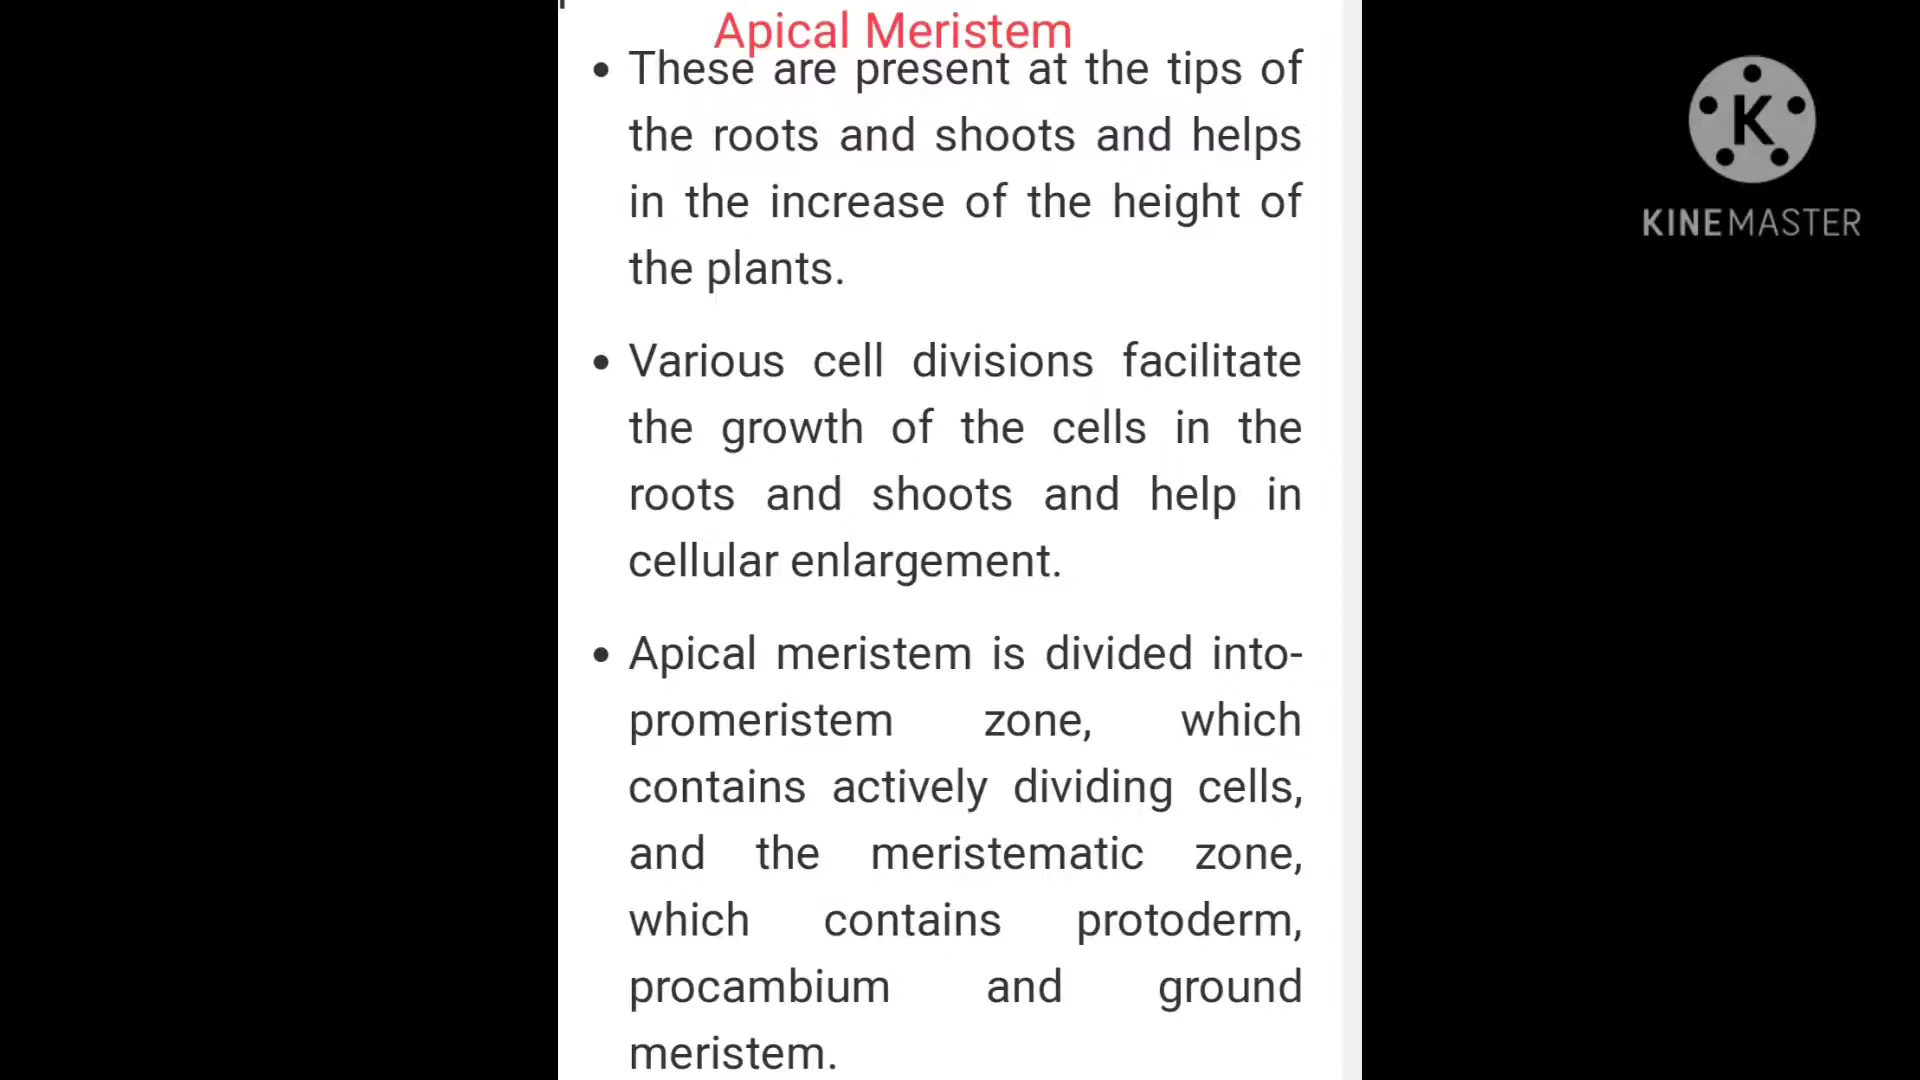 Apical Meristem
• These are present at the tips of
the roots and shoots and helps
in the increase of the height of
the plants.
• Various cell divisions facilitate
the growth of the cells in the
roots and shoots and help in
cellular enlargement.
• Apical meristem is divided into-
promeristem zone, which
contains actively dividing cells,
and the meristematic zone,
which contains protoderm,
procambium and ground
meristem.
K
KINEMASTER